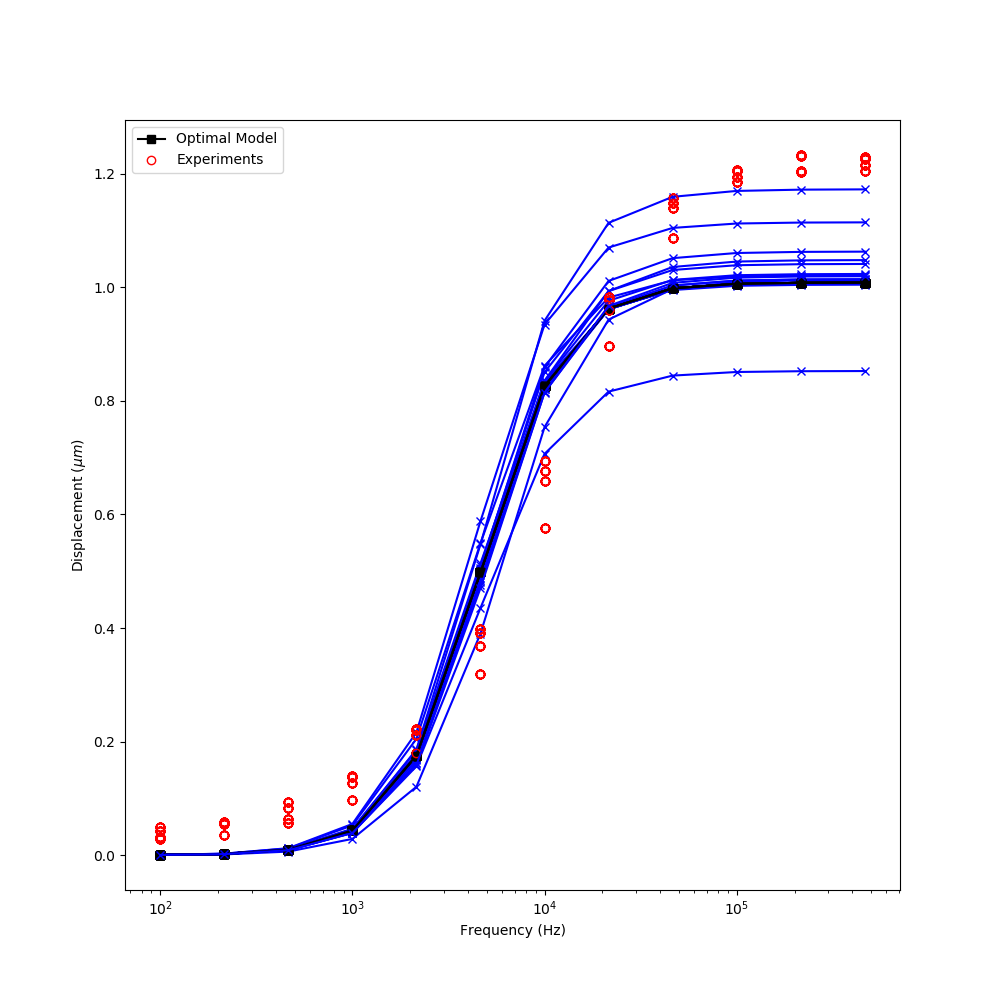 Optimal Model
Experiments
1.2
1.0
0.8
0.6
0.4
0.2
0.0
Displacement (μm)
10²
10³
10⁴
10⁵
Frequency (Hz)